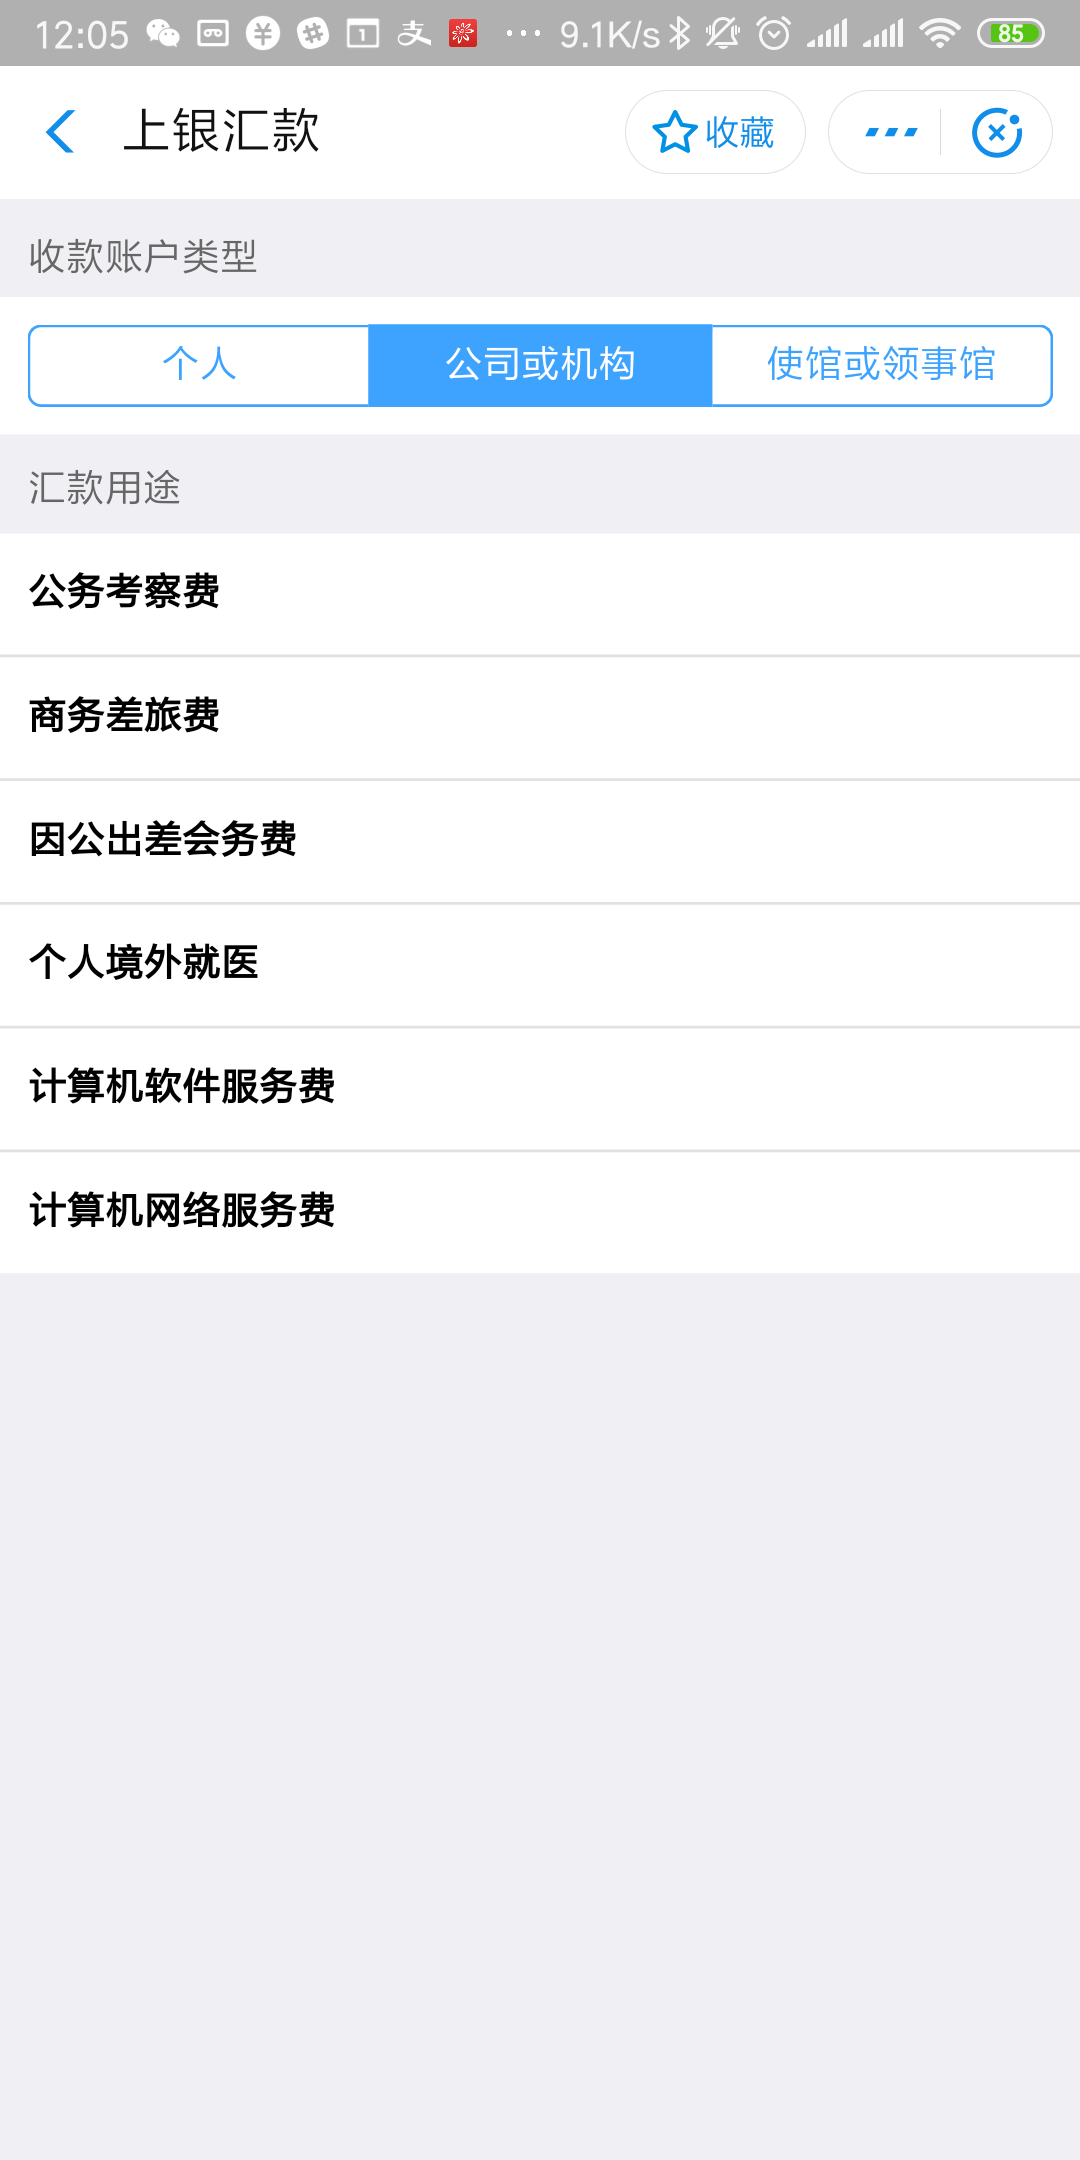 12:05 1 支 ··· 9.1K/s 85
上银汇款 收藏
收款账户类型
个人 公司或机构 使馆或领事馆
汇款用途
公务考察费
商务差旅费
因公出差会务费
个人境外就医
计算机软件服务费
计算机网络服务费